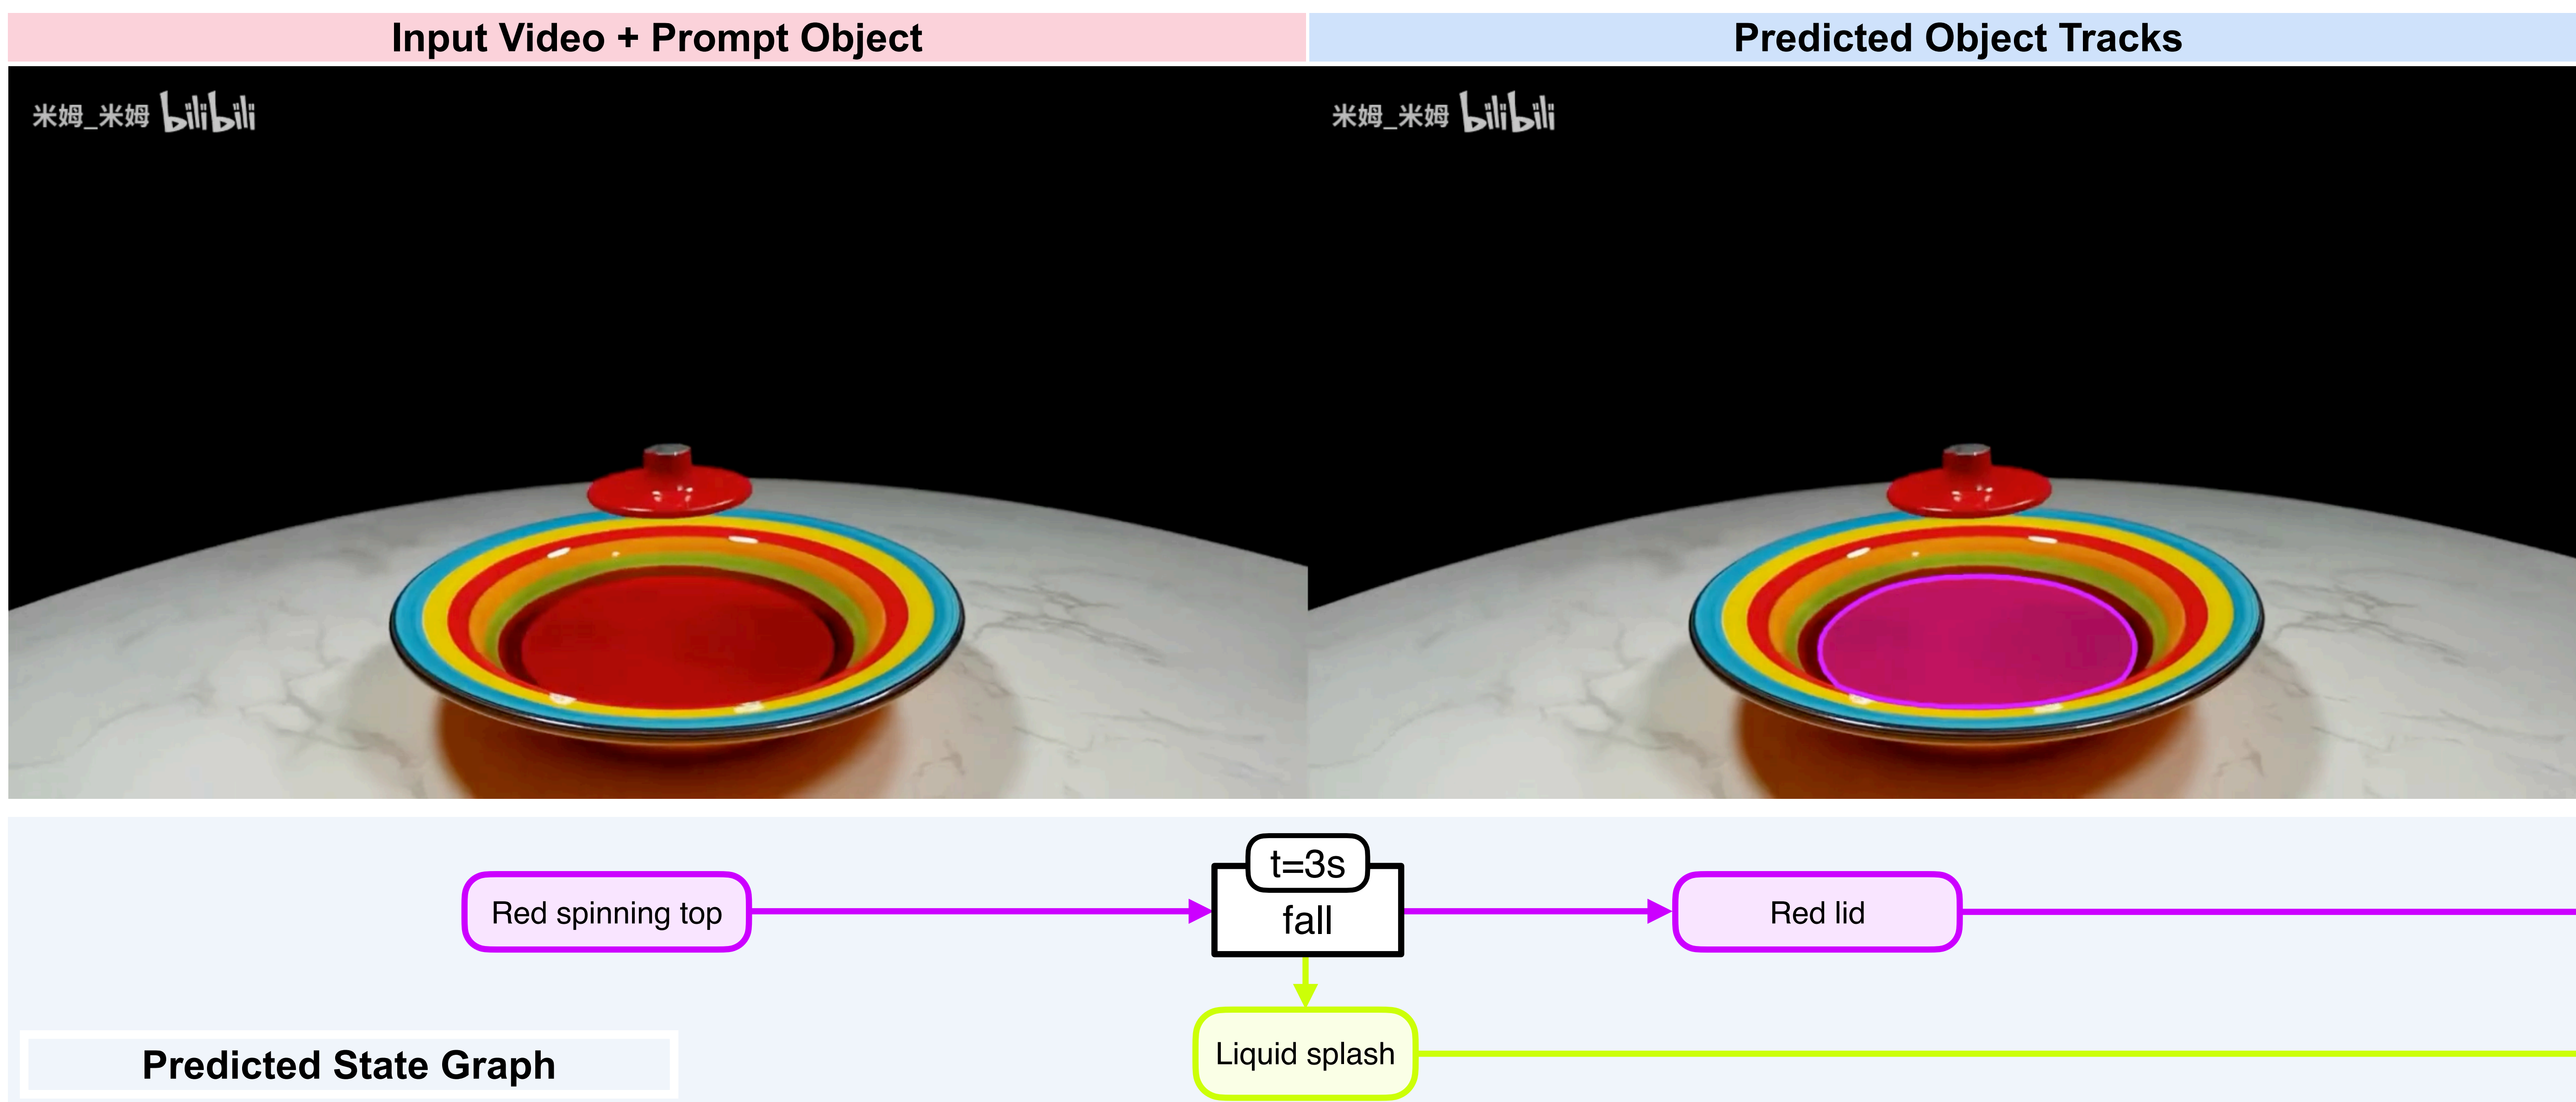 Input Video + Prompt Object
Predicted Object Tracks
米姆_米姆 bilibili
米姆_米姆 bilibili
t=3s
fall
Red spinning top
Red lid
Liquid splash
Predicted State Graph